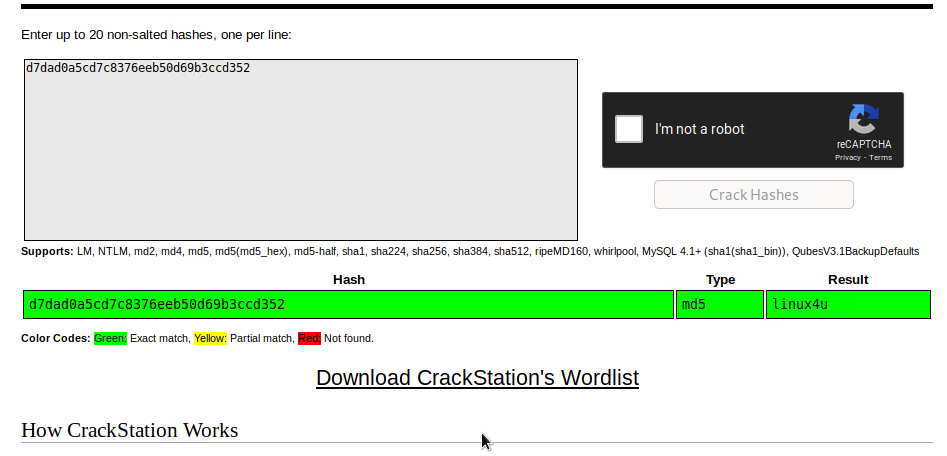 Enter up to 20 non-salted hashes, one per line:
d7dad0a5cd7c8376eeb50d69b3ccd352
I'm not a robot
reCAPTCHA
Privacy - Terms
Crack Hashes
Supports: LM, NTLM, md2, md4, md5, md5(md5_hex), md5-half, sha1, sha224, sha256, sha384, sha512, ripeMD160, whirlpool, MySQL 4.1+ (sha1(sha1_bin)), QubesV3.1BackupDefaults
Hash Type Result
d7dad0a5cd7c8376eeb50d69b3ccd352 md5 linux4u
Color Codes: Green: Exact match, Yellow: Partial match, Red: Not found.
Download CrackStation's Wordlist
How CrackStation Works